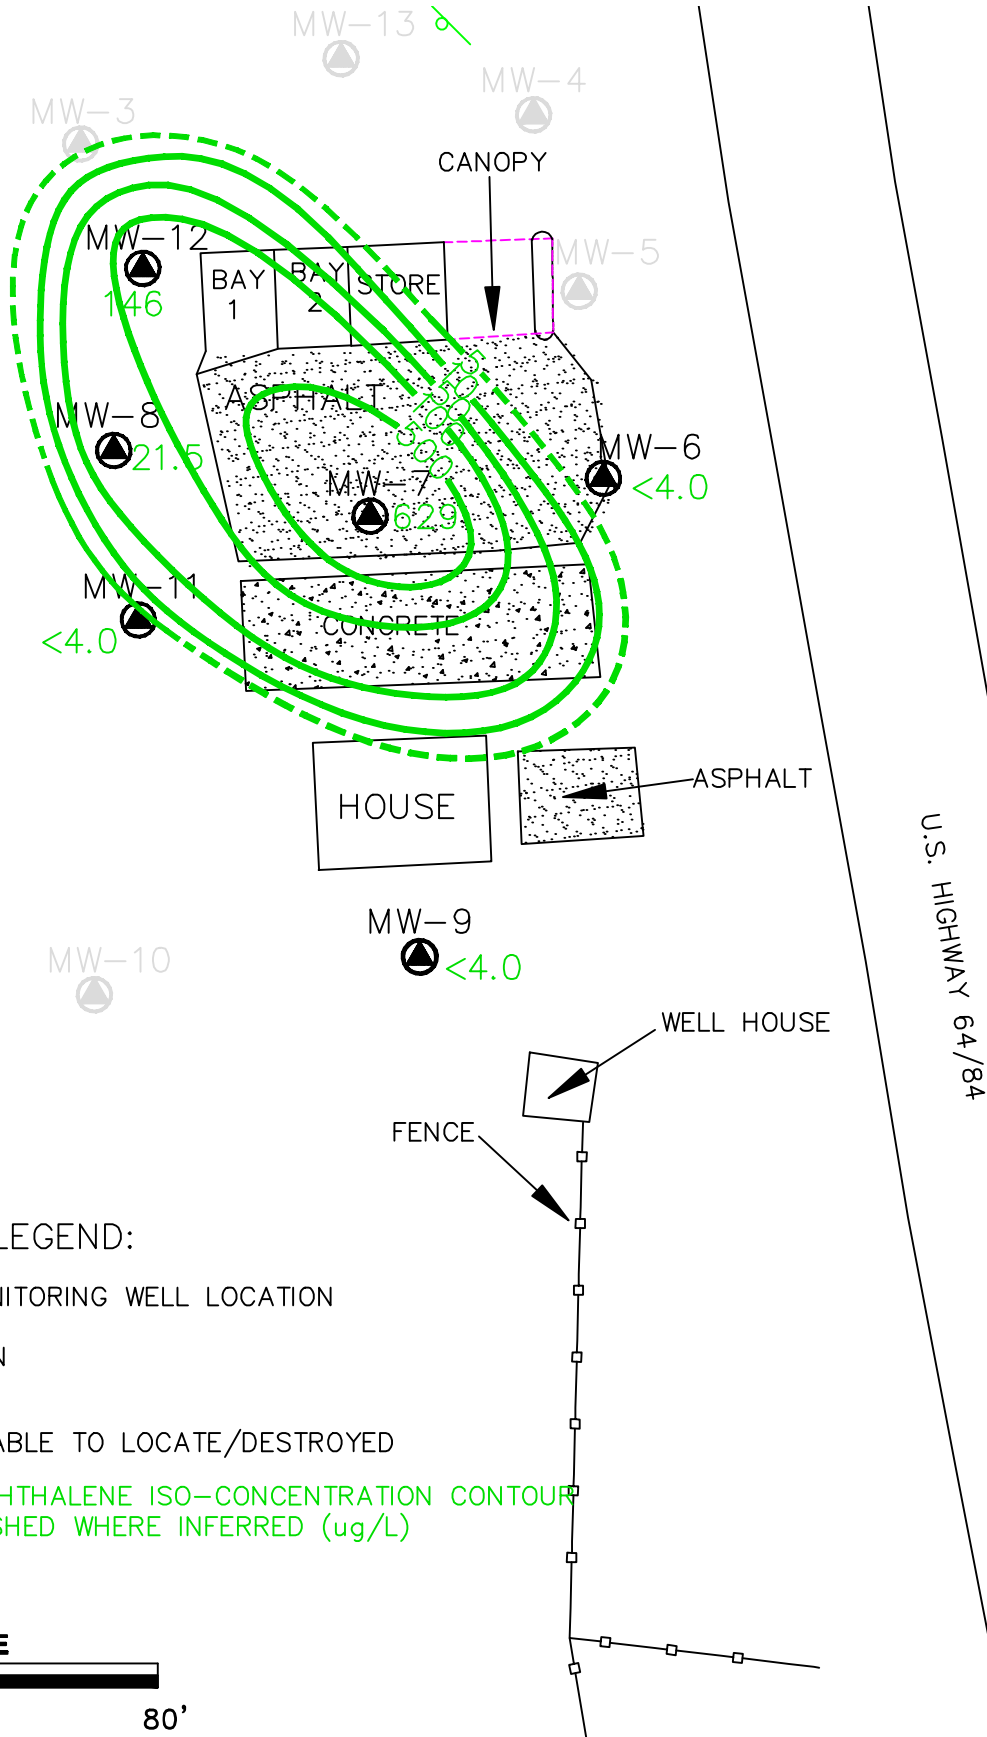 MW-13
MW-4
MW-3
CANOPY
MW-12
146
BAY
1
BAY
2
STORE
MW-5
ASPHALT
MW-8
21.5
500
MW-7
629
MW-6
<4.0
MW-11
<4.0
CONCRETE
HOUSE
ASPHALT
U.S. HIGHWAY 64/84
MW-9
<4.0
MW-10
WELL HOUSE
FENCE
LEGEND:
NITORING WELL LOCATION
N
ABLE TO LOCATE/DESTROYED
HTHALENE ISO-CONCENTRATION CONTOUR
SHED WHERE INFERRED (ug/L)
E
80'